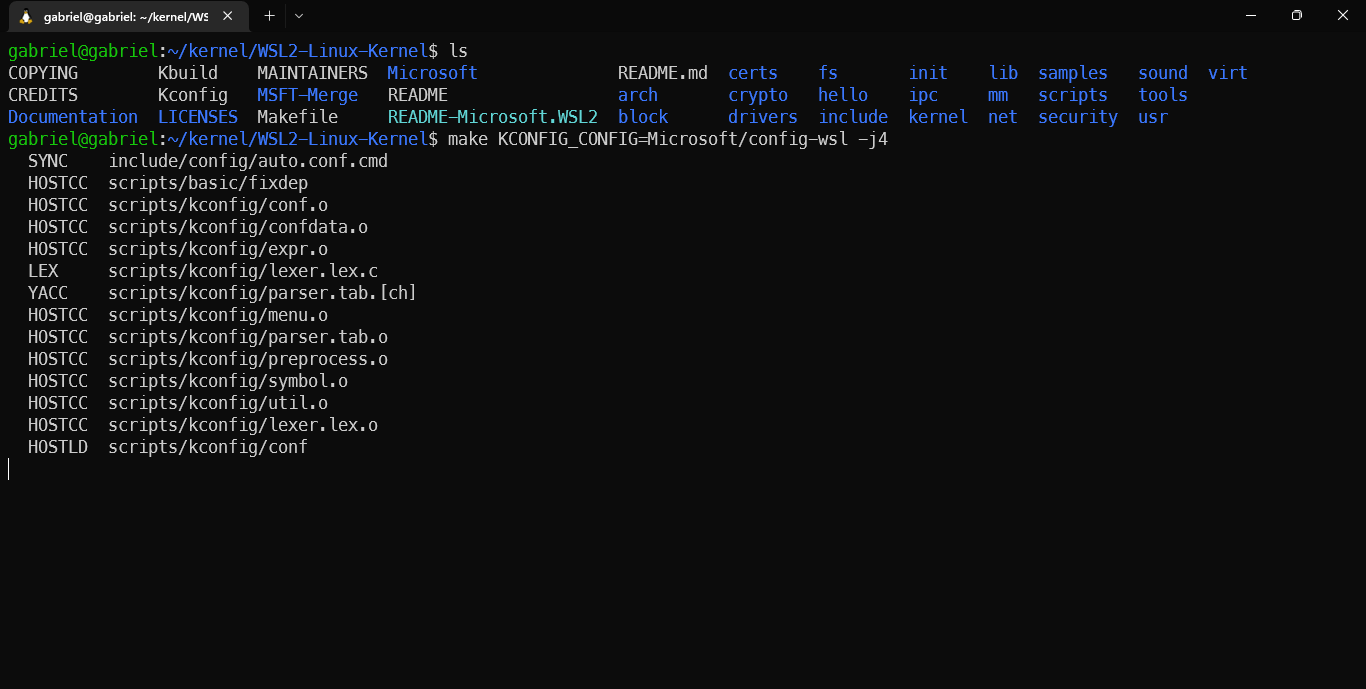 gabriel@gabriel: ~/kernel/WS
gabriel@gabriel:~/kernel/WSL2-Linux-Kernel$ ls
COPYING Kbuild MAINTAINERS Microsoft README.md certs fs init lib samples sound virt
CREDITS Kconfig MSFT-Merge README arch crypto hello ipc mm scripts tools
Documentation LICENSES Makefile README-Microsoft.WSL2 block drivers include kernel net security usr
gabriel@gabriel:~/kernel/WSL2-Linux-Kernel$ make KCONFIG_CONFIG=Microsoft/config-wsl -j4
SYNC include/config/auto.conf.cmd
HOSTCC scripts/basic/fixdep
HOSTCC scripts/kconfig/conf.o
HOSTCC scripts/kconfig/confdata.o
HOSTCC scripts/kconfig/expr.o
LEX scripts/kconfig/lexer.lex.c
YACC scripts/kconfig/parser.tab.[ch]
HOSTCC scripts/kconfig/menu.o
HOSTCC scripts/kconfig/parser.tab.o
HOSTCC scripts/kconfig/preprocess.o
HOSTCC scripts/kconfig/symbol.o
HOSTCC scripts/kconfig/util.o
HOSTCC scripts/kconfig/lexer.lex.o
HOSTLD scripts/kconfig/conf